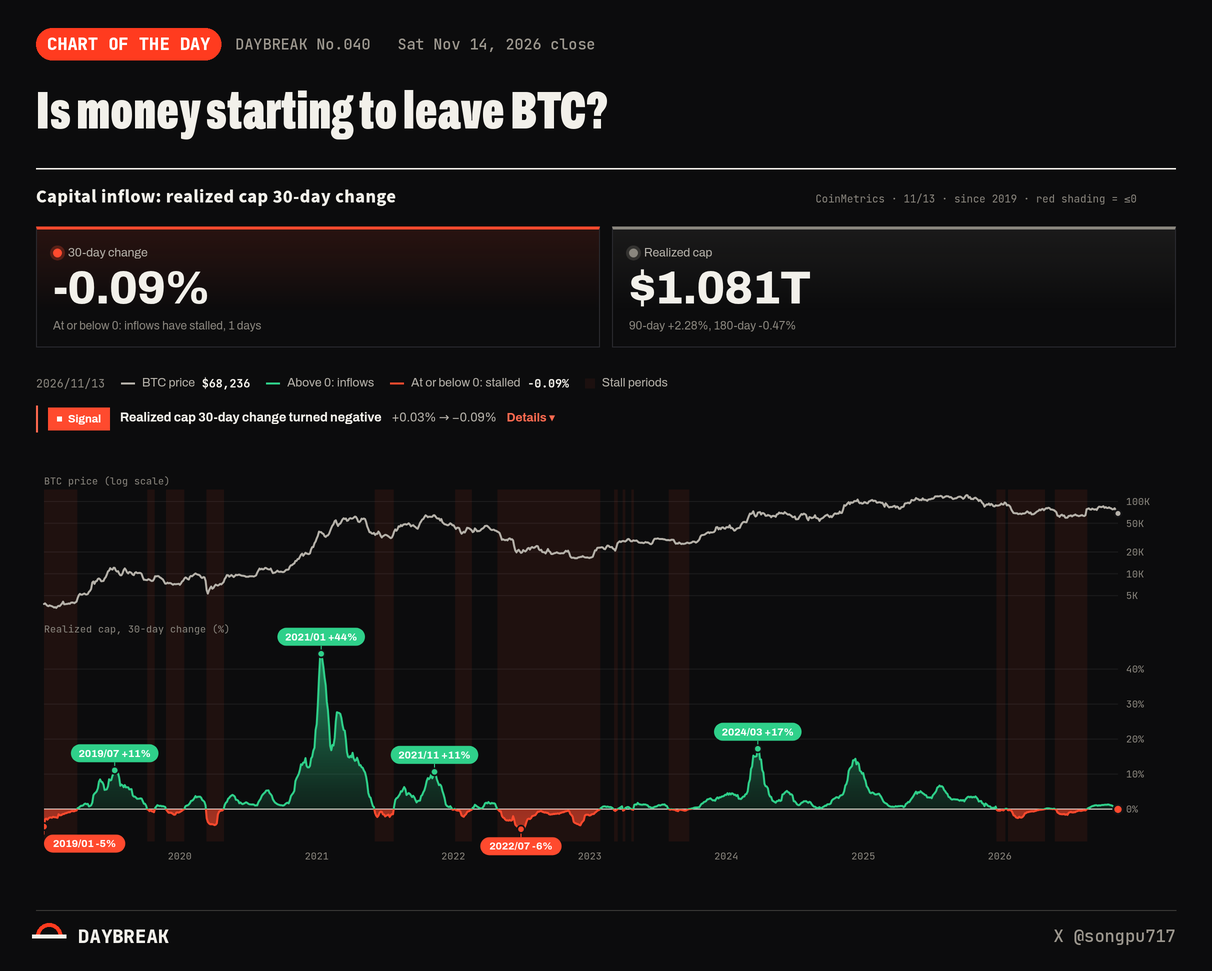 CHART OF THE DAY DAYBREAK No.040 Sat Nov 14, 2026 close
Is money starting to leave BTC?
Capital inflow: realized cap 30-day change
CoinMetrics · 11/13 · since 2019 · red shading = ≤0
30-day change
-0.09%
At or below 0: inflows have stalled, 1 days
Realized cap
$1.081T
90-day +2.28%, 180-day -0.47%
2026/11/13 BTC price $68,236 Above 0: inflows At or below 0: stalled -0.09% Stall periods
Signal Realized cap 30-day change turned negative +0.03% → −0.09% Details ▾
BTC price (log scale)
100K
50K
20K
10K
5K
Realized cap, 30-day change (%)
2021/01 +44%
40%
30%
2024/03 +17%
20%
2019/07 +11%
2021/11 +11%
10%
0%
2019/01 -5%
2022/07 -6%
2020 2021 2022 2023 2024 2025 2026
DAYBREAK
X @songpu717